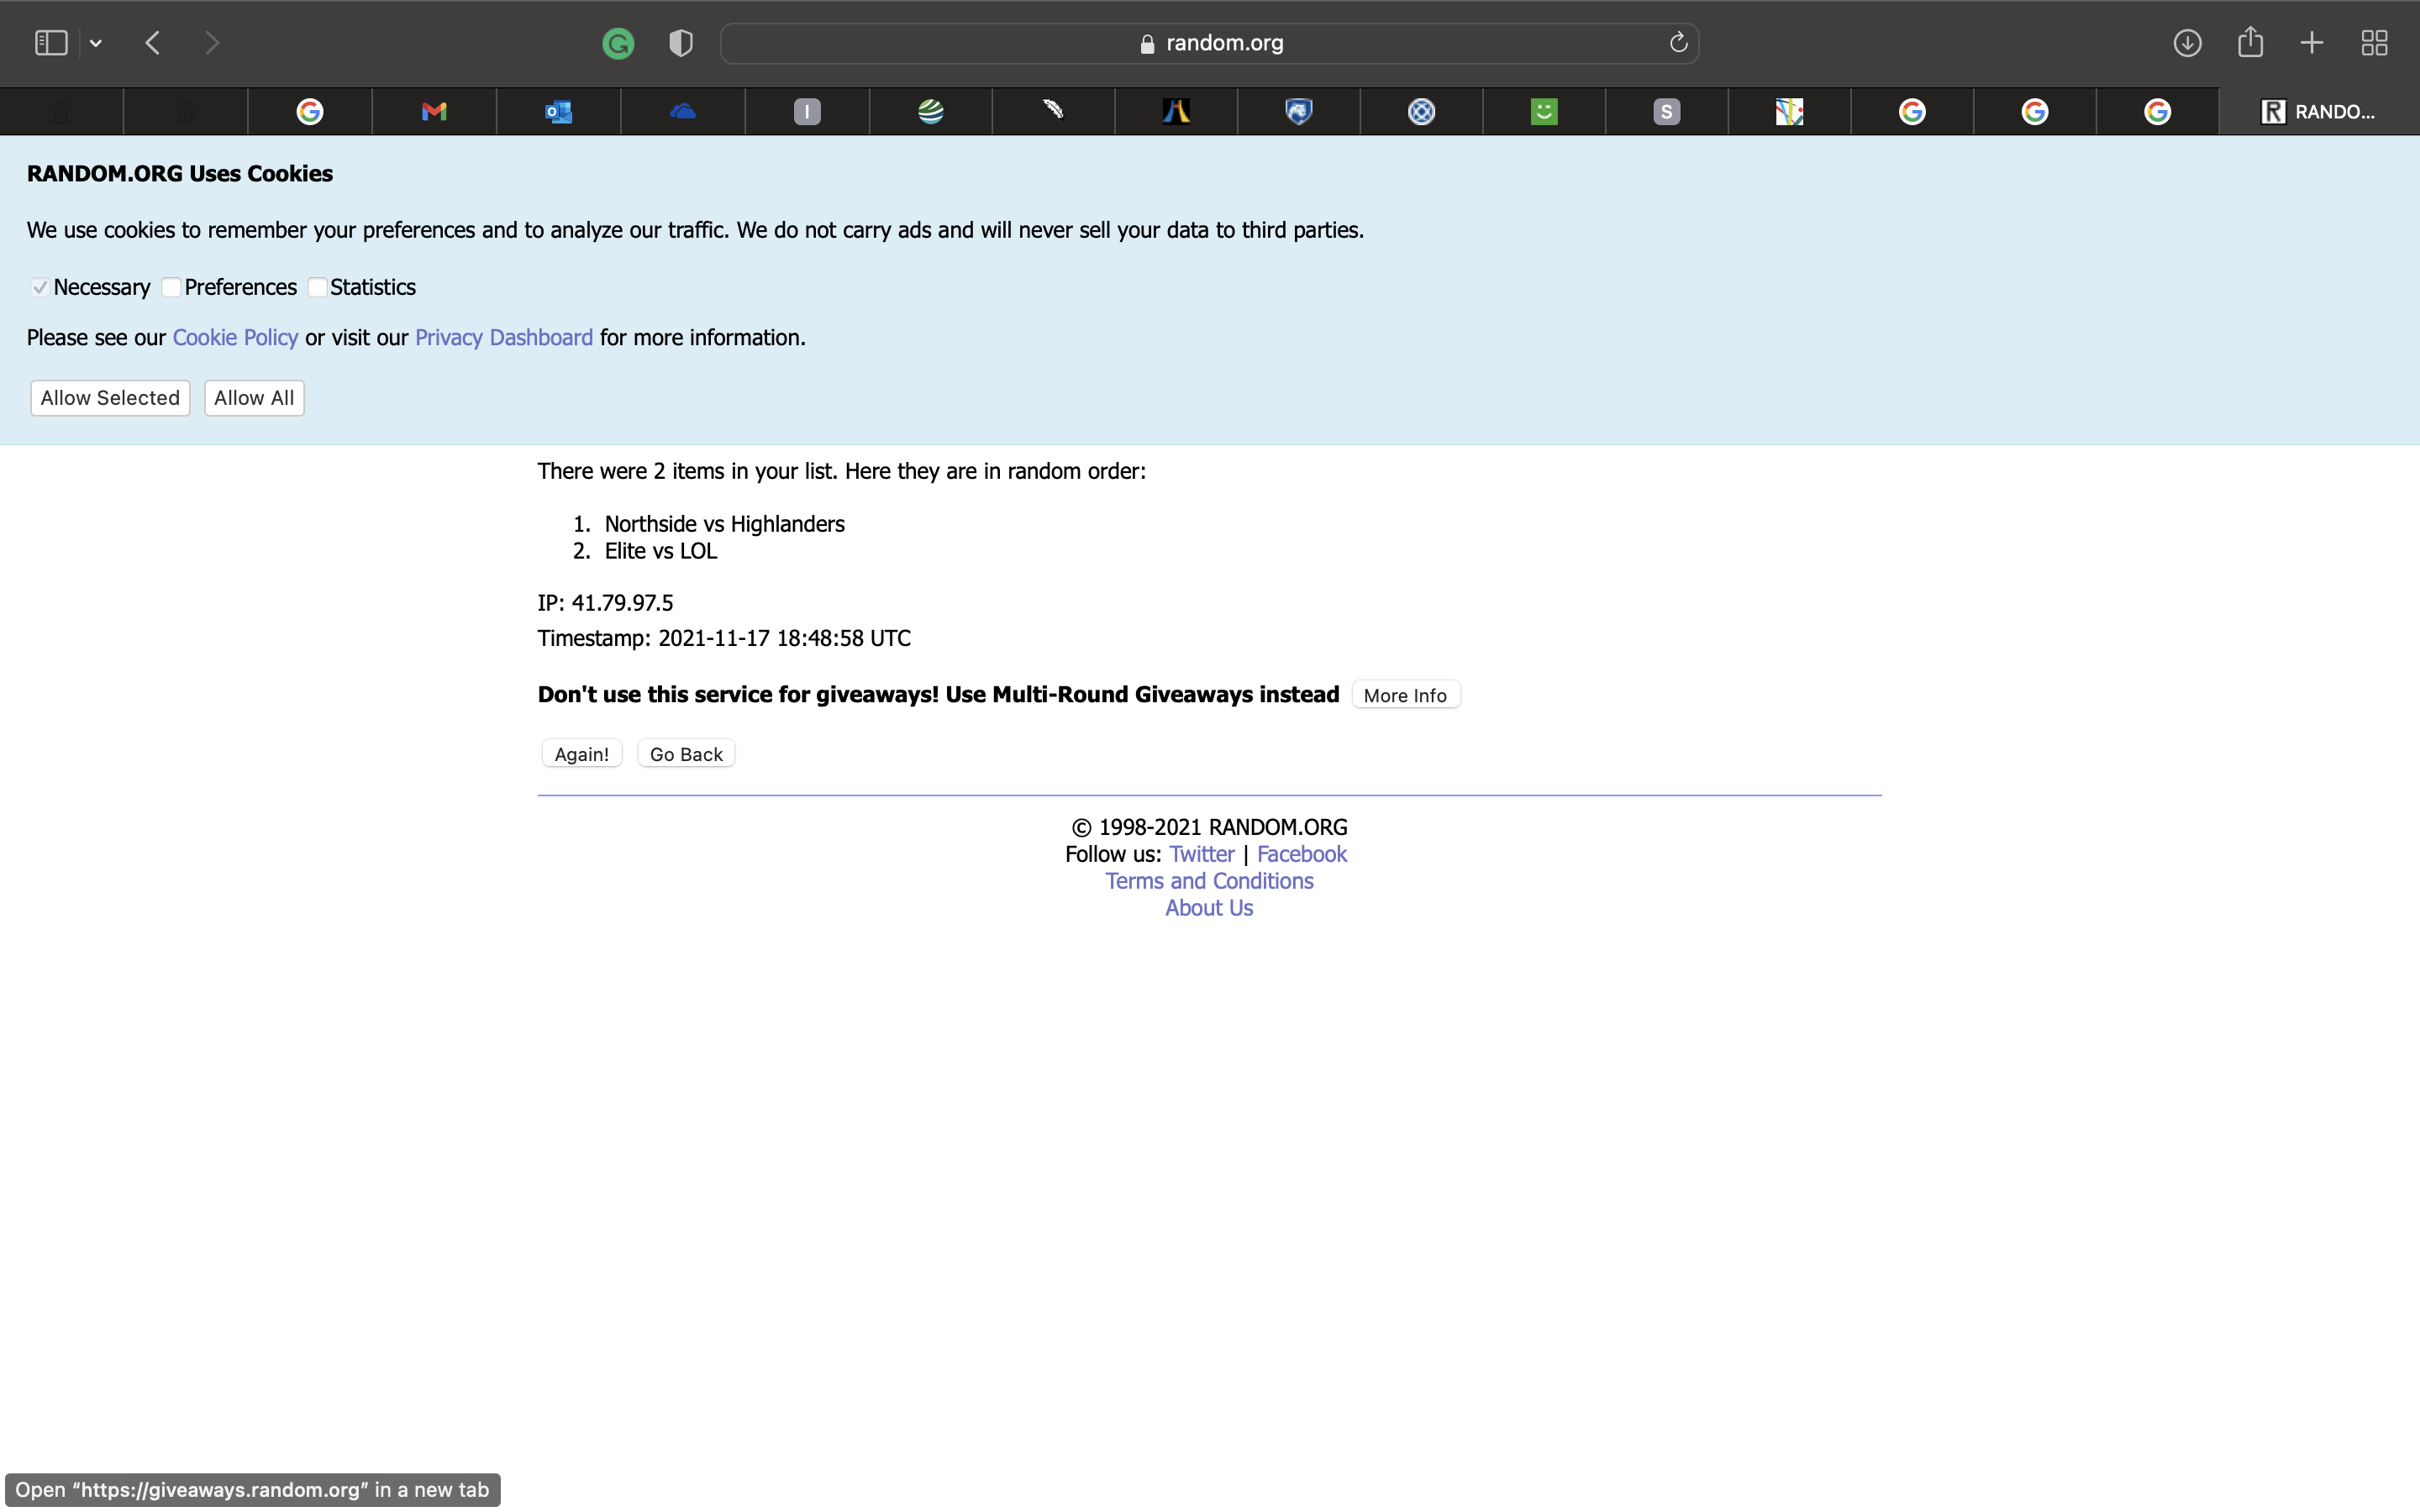 random.org
RANDO...
RANDOM.ORG Uses Cookies
We use cookies to remember your preferences and to analyze our traffic. We do not carry ads and will never sell your data to third parties.
Necessary Preferences Statistics
Please see our Cookie Policy or visit our Privacy Dashboard for more information.
Allow Selected Allow All
There were 2 items in your list. Here they are in random order:
1. Northside vs Highlanders
2. Elite vs LOL
IP: 41.79.97.5
Timestamp: 2021-11-17 18:48:58 UTC
Don't use this service for giveaways! Use Multi-Round Giveaways instead More Info
Again! Go Back
© 1998-2021 RANDOM.ORG
Follow us: Twitter | Facebook
Terms and Conditions
About Us
Open “https://giveaways.random.org” in a new tab